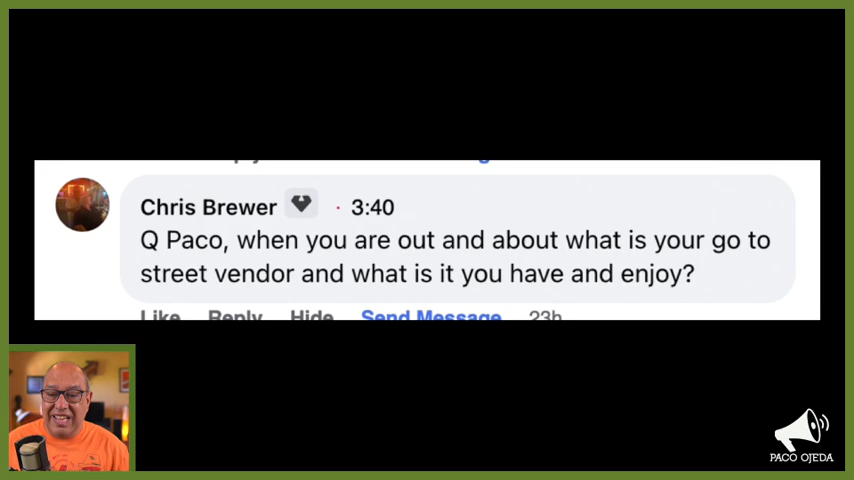 Chris Brewer · 3:40
Q Paco, when you are out and about what is your go to
street vendor and what is it you have and enjoy?
Like Reply Hide Send Message 23h
PACO OJEDA